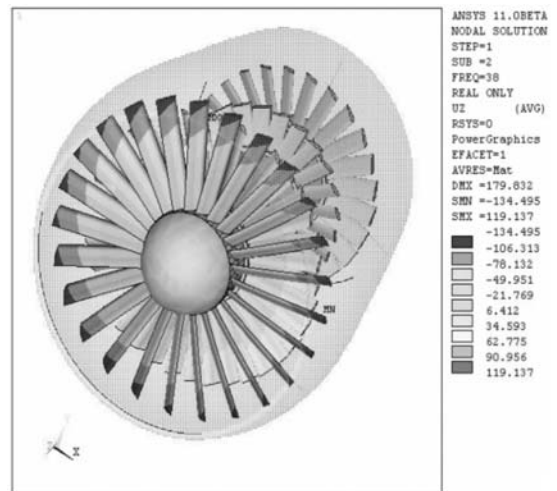 1
ANSYS 11.0BETA
NODAL SOLUTION
STEP=1
SUB =2
FREQ=38
REAL ONLY
UZ (AVG)
RSYS=0
PowerGraphics
EFACET=1
AVRES=Mat
DMX =179.832
SMN =-134.495
SMX =119.137
-134.495
-106.313
-78.132
-49.951
-21.769
6.412
34.593
62.775
90.956
119.137
MN
X